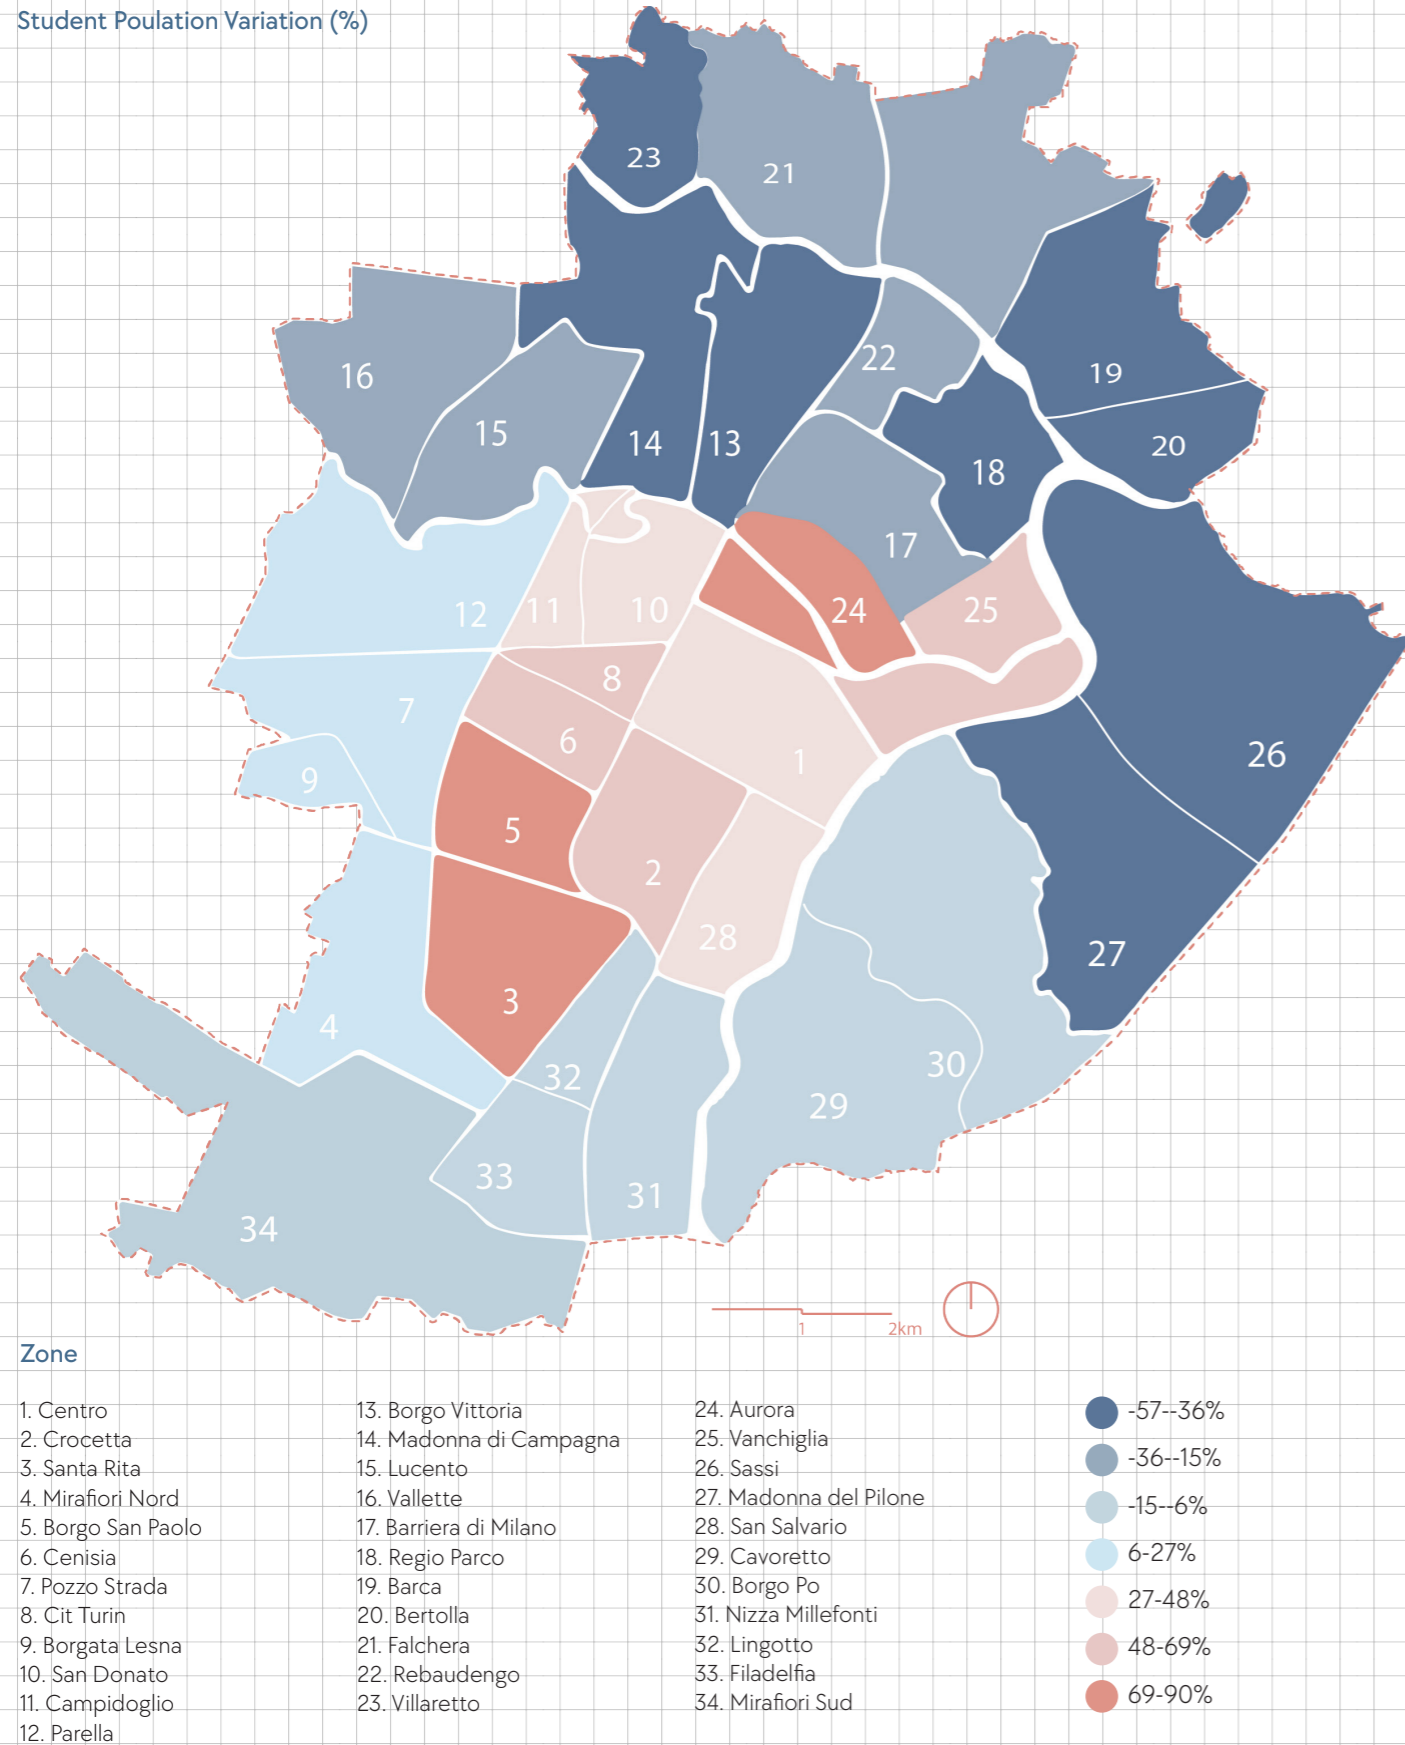 Student Poulation Variation (%)
23
21
16
22
19
15
14
13
20
18
17
12
11
10
24
25
8
7
6
1
26
9
5
2
28
27
3
4
32
30
29
33
31
34
1
2km
Zone
1. Centro
2. Crocetta
3. Santa Rita
4. Mirafiori Nord
5. Borgo San Paolo
6. Cenisia
7. Pozzo Strada
8. Cit Turin
9. Borgata Lesna
10. San Donato
11. Campidoglio
12. Parella
13. Borgo Vittoria
14. Madonna di Campagna
15. Lucento
16. Vallette
17. Barriera di Milano
18. Regio Parco
19. Barca
20. Bertolla
21. Falchera
22. Rebaudengo
23. Villaretto
24. Aurora
25. Vanchiglia
26. Sassi
27. Madonna del Pilone
28. San Salvario
29. Cavoretto
30. Borgo Po
31. Nizza Millefonti
32. Lingotto
33. Filadelfia
34. Mirafiori Sud
-57--36%
-36--15%
-15--6%
6-27%
27-48%
48-69%
69-90%